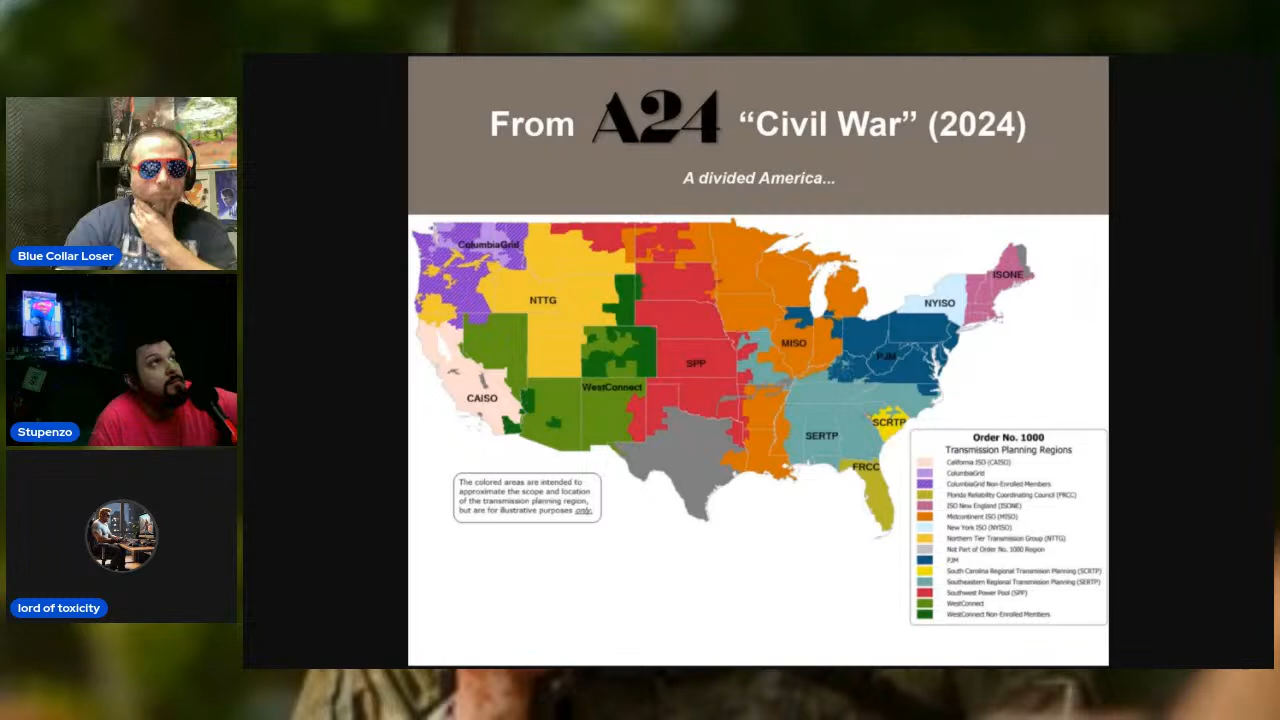 From A24 “Civil War” (2024)
A divided America...
ColumbiaGrid
NTTG
CAISO
WestConnect
SPP
MISO
PJM
NYISO
ISONE
SERTP
SCRTP
FRCC
The colored areas are intended to
approximate the scope and location
of the transmission planning region,
but are for illustrative purposes only.
Order No. 1000
Transmission Planning Regions
California ISO (CAISO)
ColumbiaGrid
ColumbiaGrid Non-Enrolled Members
Florida Reliability Coordinating Council (FRCC)
ISO New England (ISONE)
Midcontinent ISO (MISO)
New York ISO (NYISO)
Northern Tier Transmission Group (NTTG)
Not Part of Order No. 1000 Region
PJM
South Carolina Regional Transmission Planning (SCRTP)
Southeastern Regional Transmission Planning (SERTP)
Southwest Power Pool (SPP)
WestConnect
WestConnect Non-Enrolled Members
Blue Collar Loser
Stupenzo
lord of toxicity